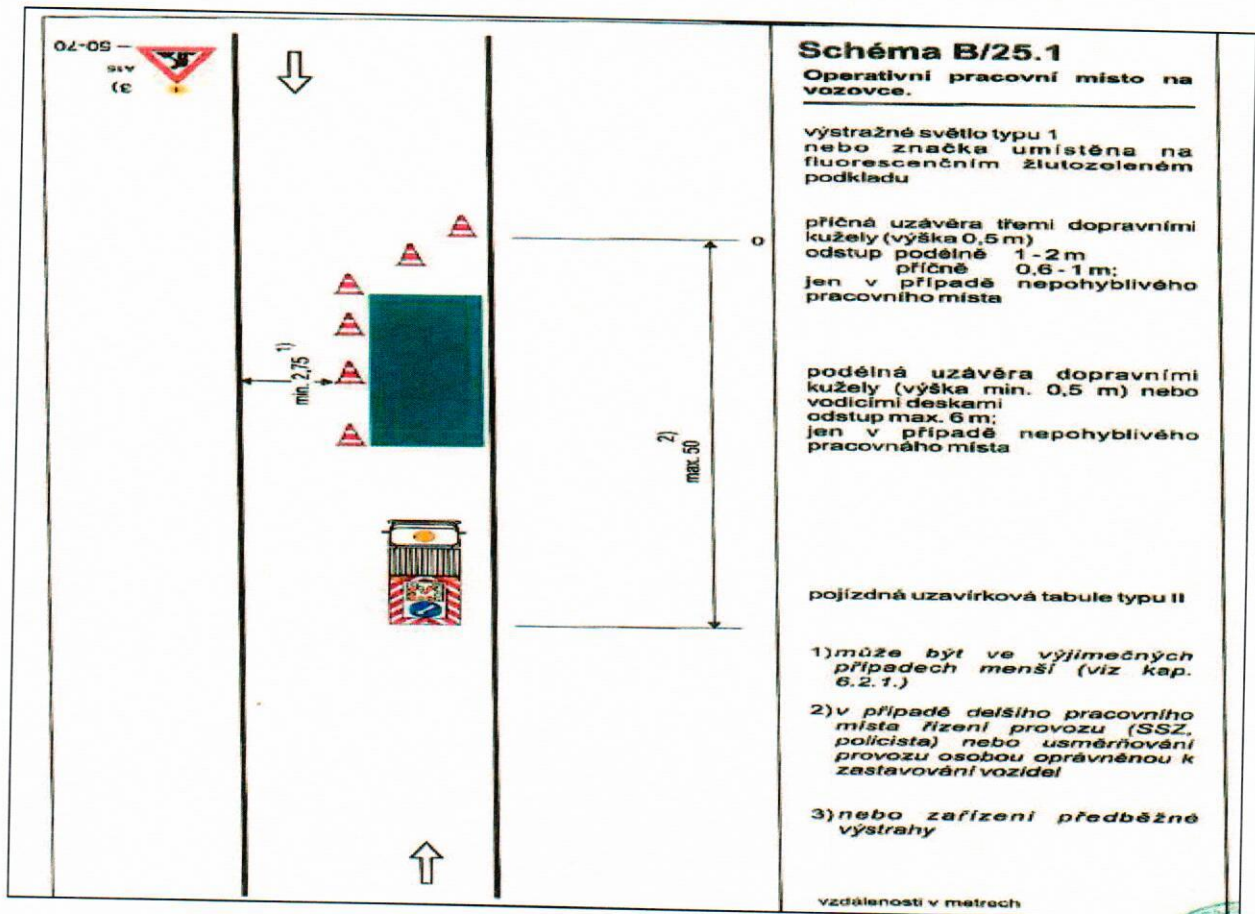 50-70 –
A15
3)
Schéma B/25.1
Operativní pracovní místo na
vozovce.
výstražné světlo typu 1
nebo značka umístěna na
fluorescenčním žlutozeleném
podkladu
příčná uzávěra třemi dopravními
kužely (výška 0,5 m)
odstup podélně 1 - 2 m
příčně 0,6 - 1 m;
jen v případě nepohyblivého
pracovního místa
0
min. 2,75 1)
podélná uzávěra dopravními
kužely (výška min. 0,5 m) nebo
vodicími deskami
odstup max. 6 m;
jen v případě nepohyblivého
pracovnáho místa
max. 50 2)
pojízdná uzavírková tabule typu II
1) může být ve výjimečných
případech menší (viz kap.
6.2.1.)
2) v případě delšího pracovního
místa řízení provozu (SSZ,
policista) nebo usměrňování
provozu osobou oprávněnou k
zastavování vozidel
3) nebo zařízení předběžné
výstrahy
vzdálenosti v metrech